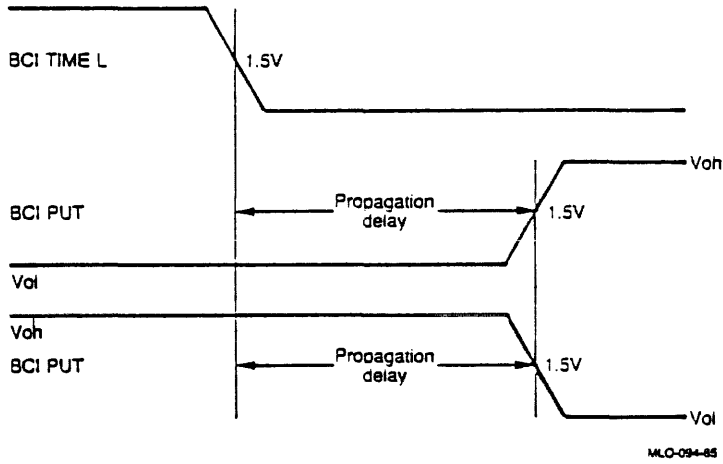 BCI TIME L
1.5V
Voh
BCI PUT
Propagation
delay
1.5V
Vol
Voh
BCI PUT
Propagation
delay
1.5V
Vol
MLO-094-85